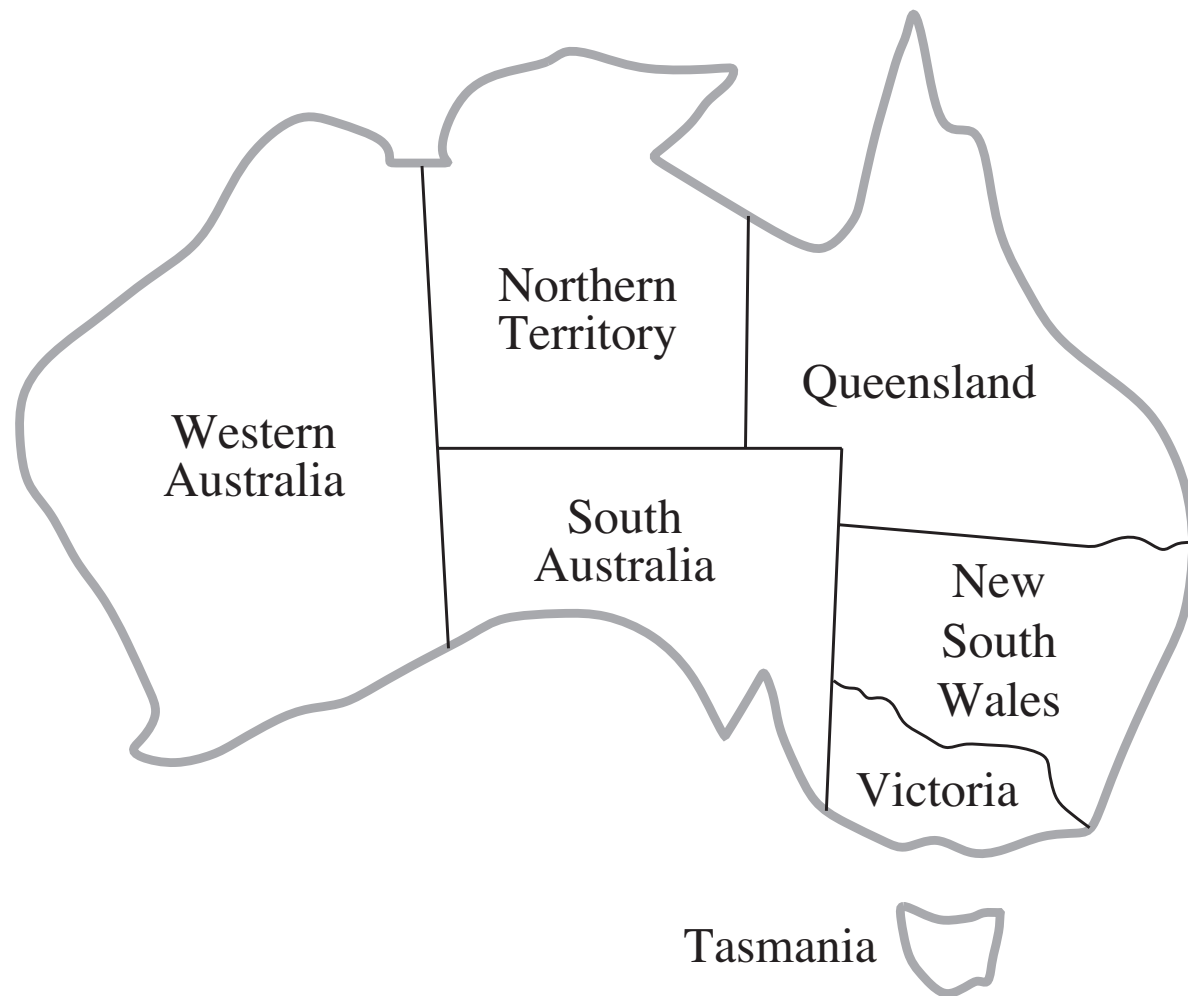 Northern
Territory
Queensland
Western
Australia
South
Australia
New
South
Wales
Victoria
Tasmania